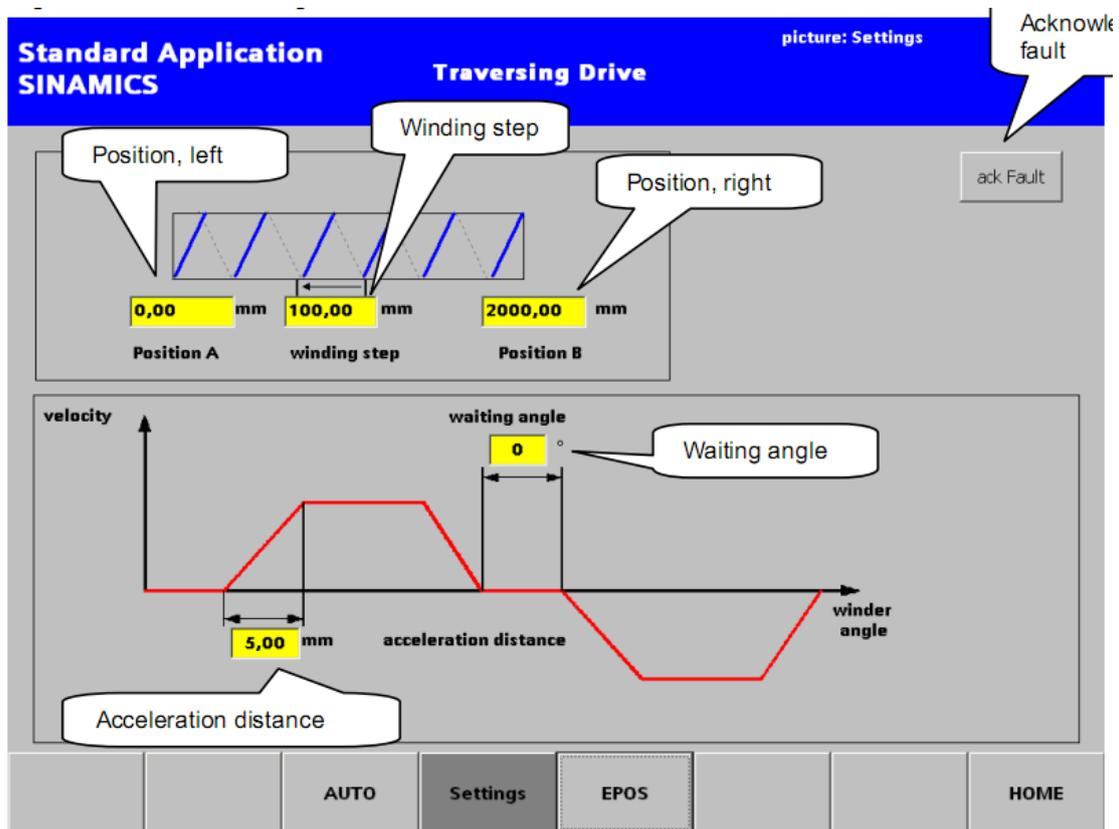 Standard Application
SINAMICS
Traversing Drive
picture: Settings
fault
Position, left
Winding step
Position, right
ack Fault
0,00 mm
100,00 mm
2000,00 mm
Position A
winding step
Position B
velocity
waiting angle
0 °
Waiting angle
5,00 mm
acceleration distance
winder
angle
Acceleration distance
AUTO
Settings
EPOS
HOME